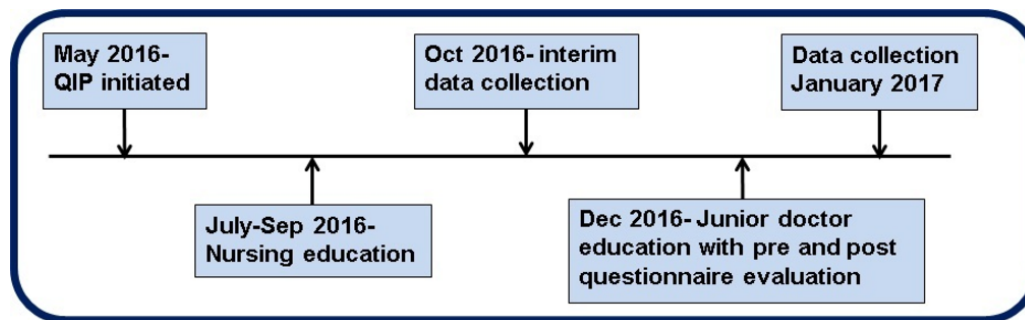 May 2016-
QIP initiated
Oct 2016- interim
data collection
Data collection
January 2017
July-Sep 2016-
Nursing education
Dec 2016- Junior doctor
education with pre and post
questionnaire evaluation